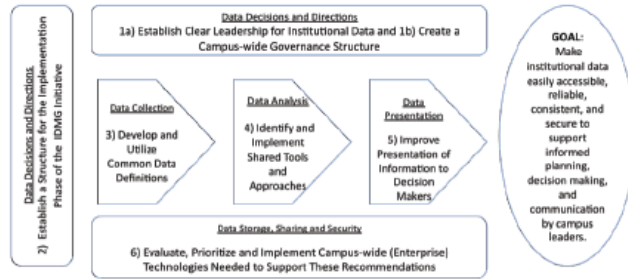 Data Decisions and Directions
2) Establish a Structure for the Implementation
Phase of the IDMG Initiative
Data Decisions and Directions
1a) Establish Clear Leadership for Institutional Data and 1b) Create a
Campus-wide Governance Structure
Data Collection
3) Develop and
Utilize
Common Data
Definitions
Data Analysis
4) Identify and
Implement
Shared Tools
and
Approaches
Data
Presentation
5) Improve
Presentation of
Information to
Decision
Makers
Data Storage, Sharing and Security
6) Evaluate, Prioritize and Implement Campus-wide (Enterprise)
Technologies Needed to Support These Recommendations
GOAL:
Make
institutional data
easily accessible,
reliable,
consistent, and
secure to
support
informed
planning,
decision making,
and
communication
by campus
leaders.